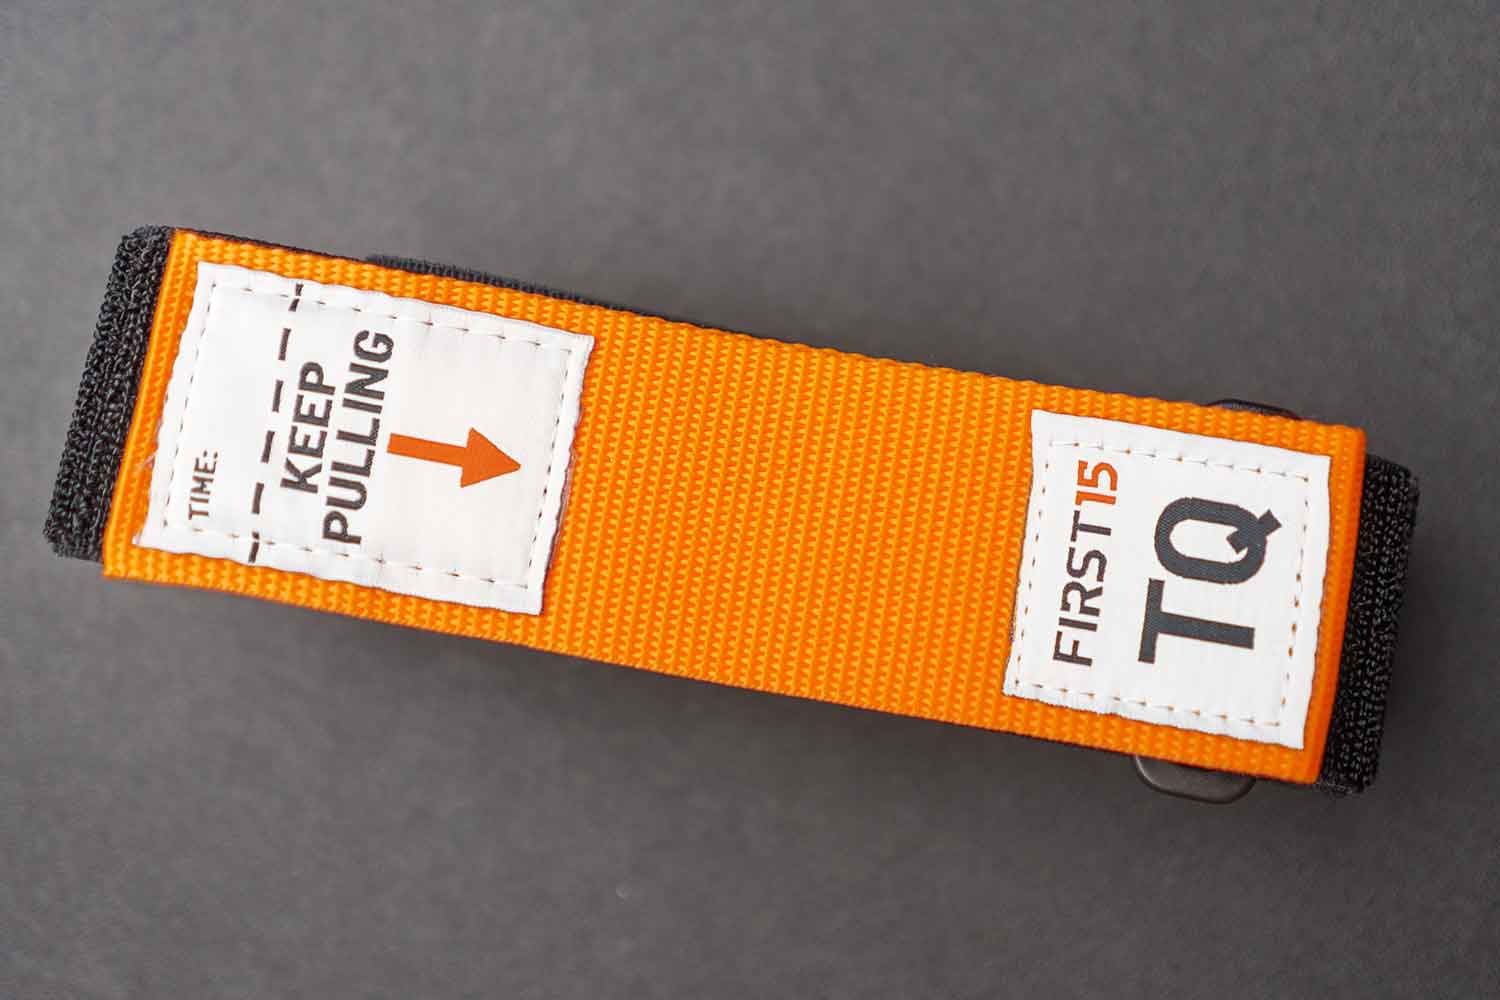 TIME:
KEEP
PULLING
FIRST15
TQ